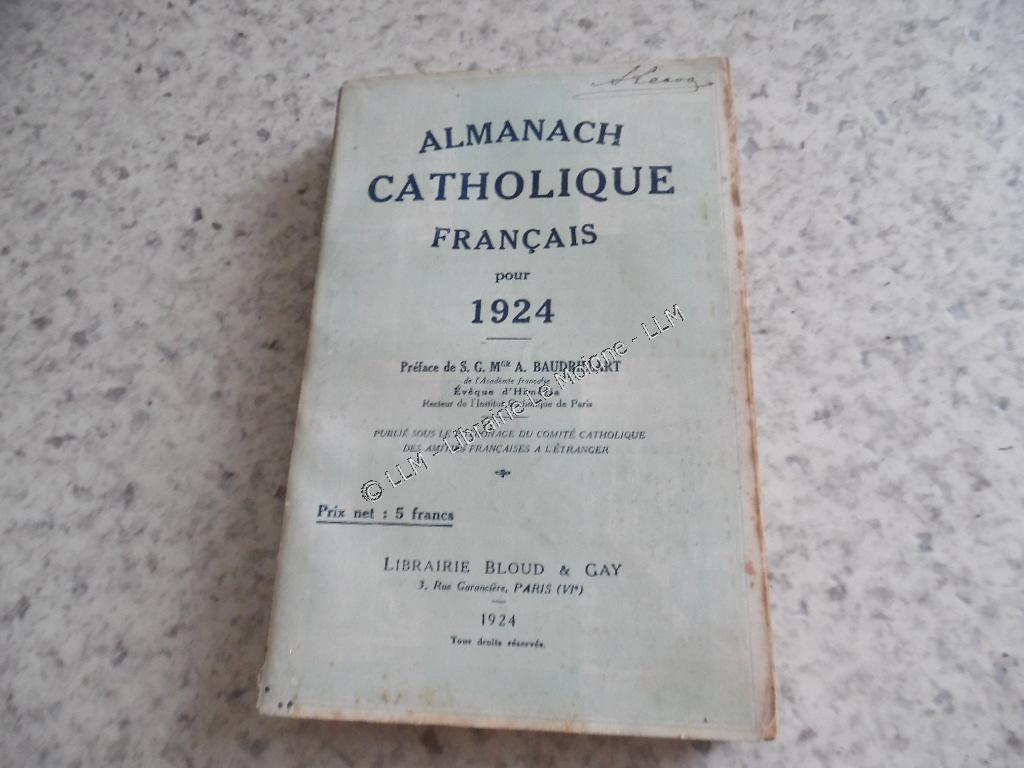 ALMANACH
CATHOLIQUE
FRANÇAIS
pour
1924
Préface de S. G. MGR A. BAUDRILLART
de l'Académie française
Évêque d'Himéria
Recteur de l'Institut Catholique de Paris
PUBLIÉ SOUS LE PATRONAGE DU COMITÉ CATHOLIQUE
DES AMITIÉS FRANÇAISES A L'ÉTRANGER
© LLM - Librairie Le Moigne - LLM
Prix net : 5 francs
LIBRAIRIE BLOUD & GAY
3, Rue Garancière, PARIS (VIe)
1924
Tous droits réservés.